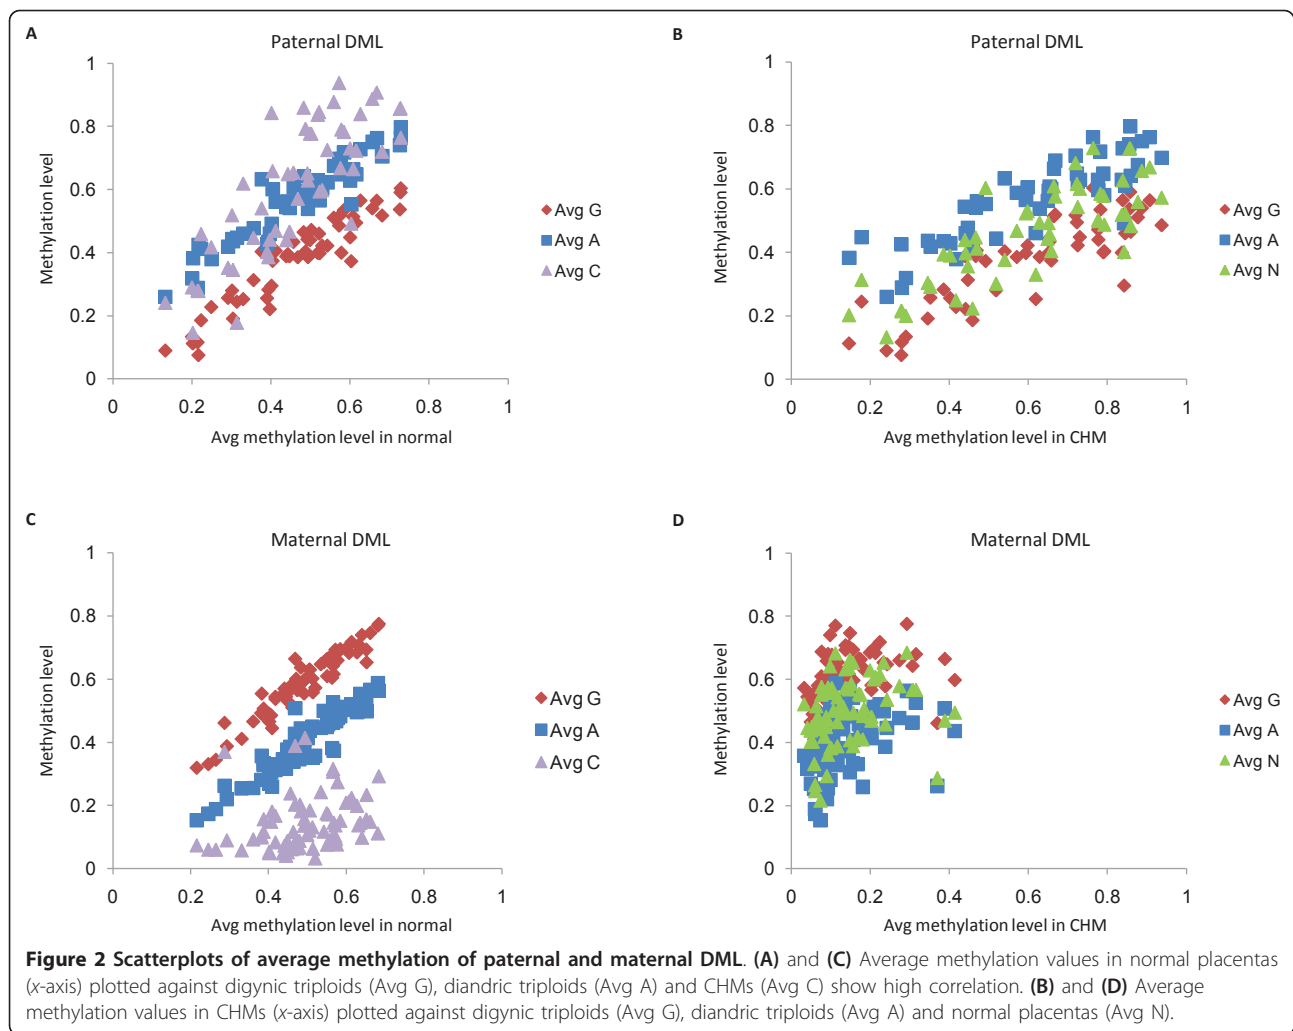 A
Paternal DML
1
0.8
0.6
0.4
0.2
0
Methylation level
0 0.2 0.4 0.6 0.8 1
Avg methylation level in normal
Avg G
Avg A
Avg C
B
Paternal DML
1
0.8
0.6
0.4
0.2
0
Methylation level
0 0.2 0.4 0.6 0.8 1
Avg methylation level in CHM
Avg G
Avg A
Avg N
C
Maternal DML
1
0.8
0.6
0.4
0.2
0
Methylation level
0 0.2 0.4 0.6 0.8 1
Avg methylation level in normal
Avg G
Avg A
Avg C
D
Maternal DML
1
0.8
0.6
0.4
0.2
0
Methylation level
0 0.2 0.4 0.6 0.8 1
Avg methylation level in CHM
Avg G
Avg A
Avg N
Figure 2 Scatterplots of average methylation of paternal and maternal DML. (A) and (C) Average methylation values in normal placentas
(x-axis) plotted against digynic triploids (Avg G), diandric triploids (Avg A) and CHMs (Avg C) show high correlation. (B) and (D) Average
methylation values in CHMs (x-axis) plotted against digynic triploids (Avg G), diandric triploids (Avg A) and normal placentas (Avg N).